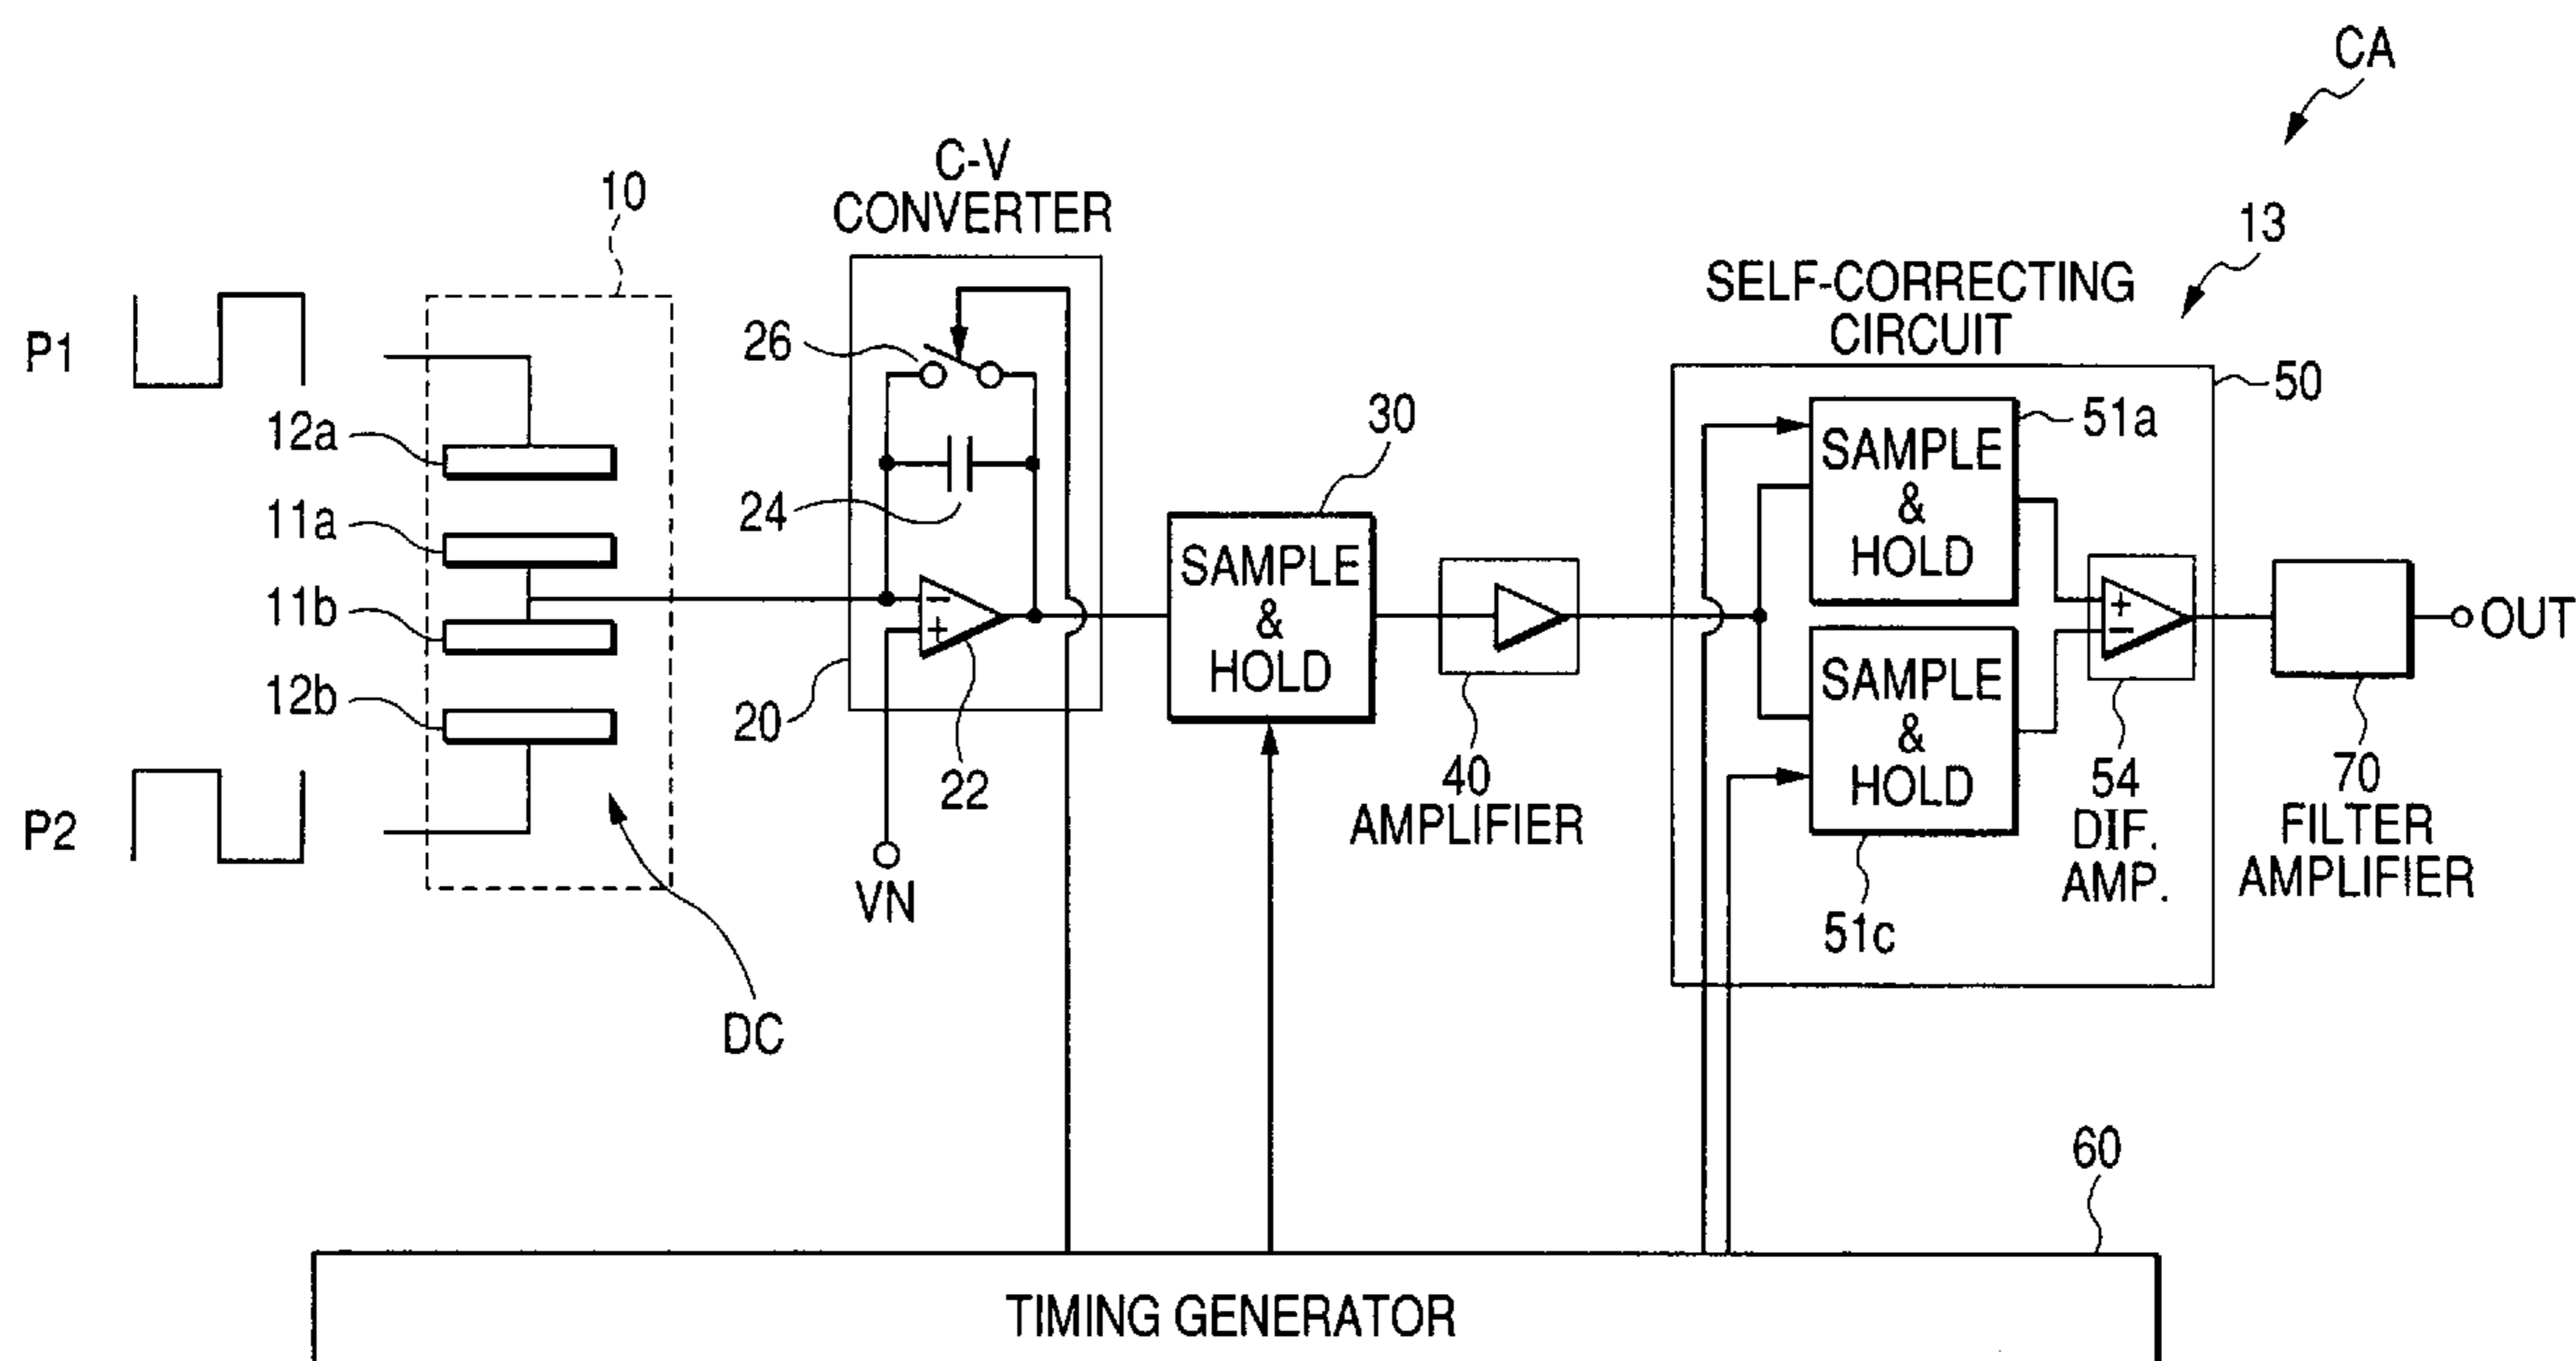 CA
13
10
C-V
CONVERTER
SELF-CORRECTING
CIRCUIT
P1
26
50
12a
30
51a
SAMPLE
&
HOLD
24
11a
SAMPLE
&
HOLD
11b
−
+
+
−
OUT
SAMPLE
&
HOLD
12b
20
22
40
AMPLIFIER
54
DIF.
AMP.
70
FILTER
AMPLIFIER
P2
VN
51c
DC
60
TIMING GENERATOR